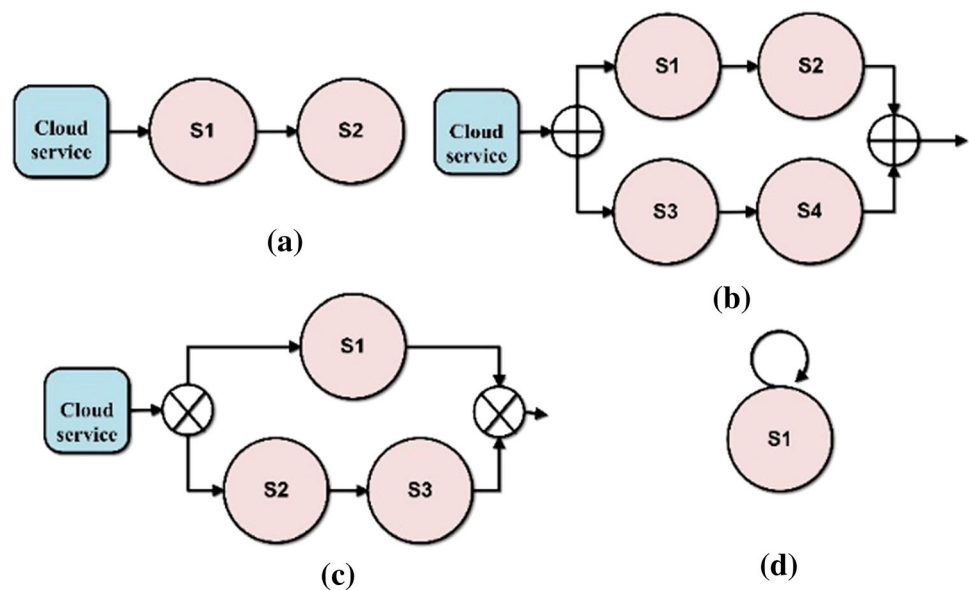 Cloud
service
S1
S2
(a)
Cloud
service
S1
S2
S3
S4
(b)
Cloud
service
S1
S2
S3
(c)
S1
(d)